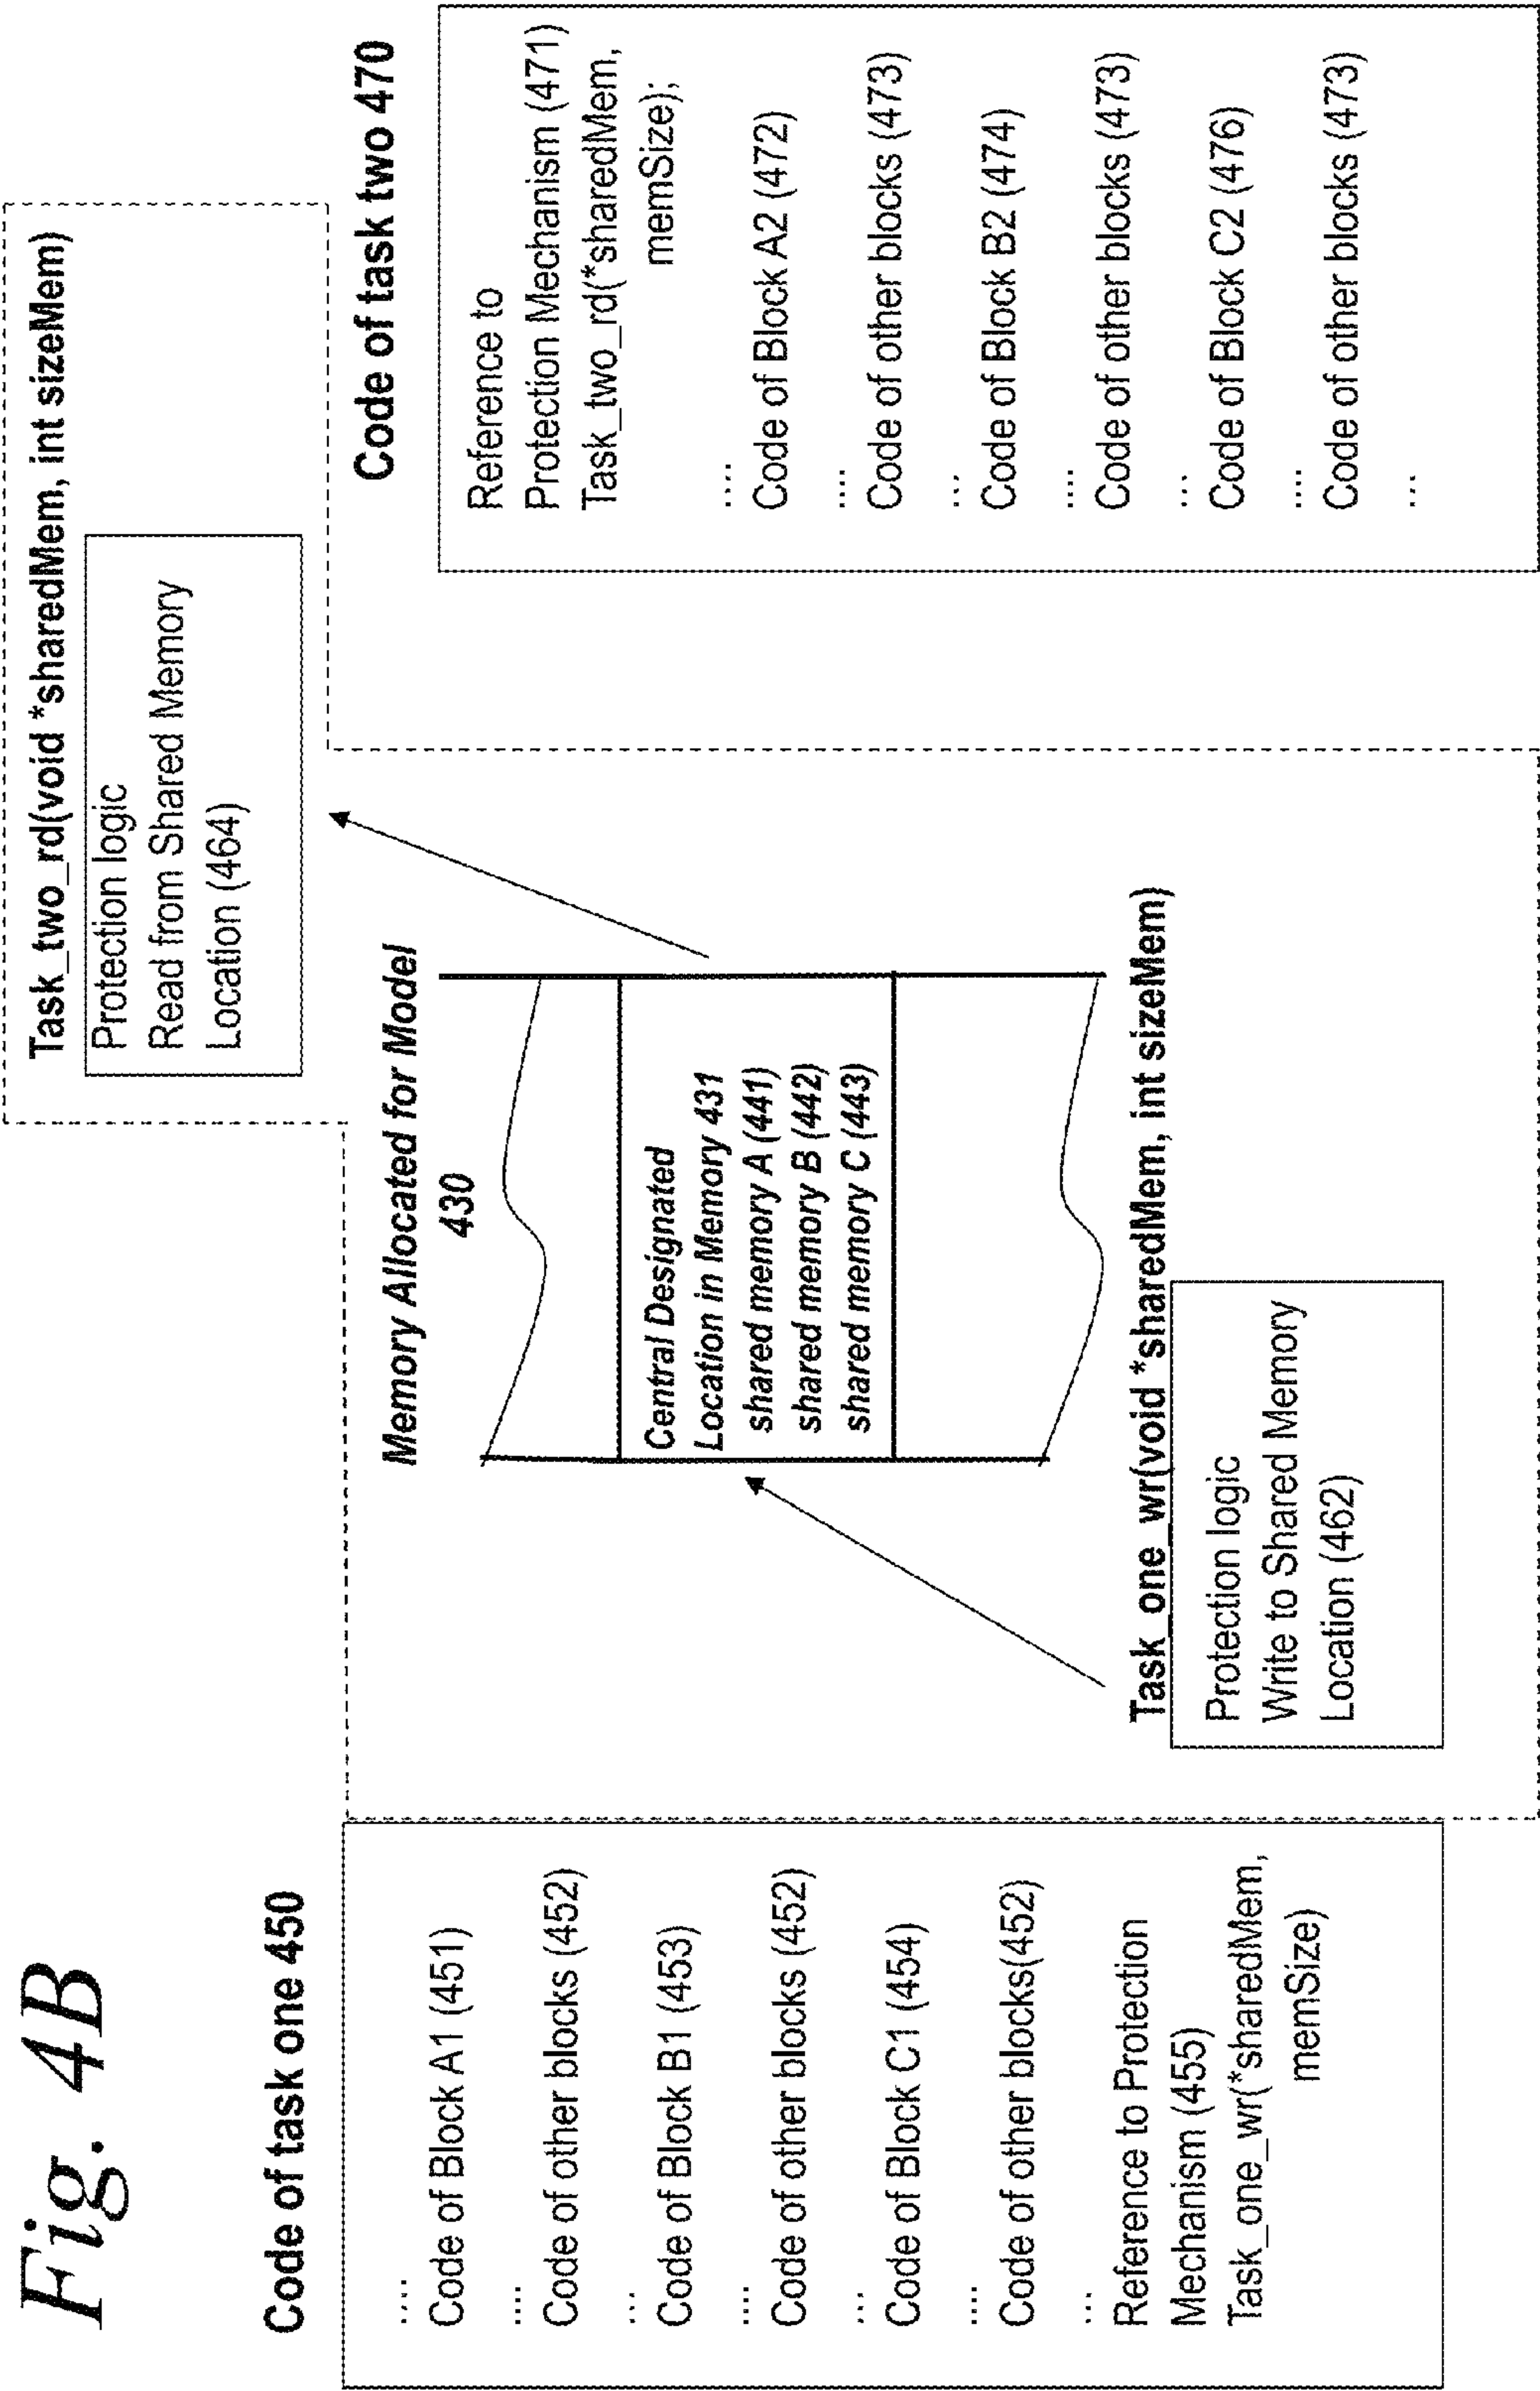 Fig. 4B
Code of task one 450
....
Code of Block A1 (451)
....
Code of other blocks (452)
...
Code of Block B1 (453)
....
Code of other blocks (452)
...
Code of Block C1 (454)
....
Code of other blocks(452)
...
Reference to Protection
Mechanism (455)
Task_one_wr(*sharedMem,
memSize)
Task_two_rd(void *sharedMem, int sizeMem)
Protection logic
Read from Shared Memory
Location (464)
Memory Allocated for Model
430
Central Designated
Location in Memory 431
shared memory A (441)
shared memory B (442)
shared memory C (443)
Task_one_wr(void *sharedMem, int sizeMem)
Protection logic
Write to Shared Memory
Location (462)
Code of task two 470
Reference to
Protection Mechanism (471)
Task_two_rd(*sharedMem,
memSize);
....
Code of Block A2 (472)
....
Code of other blocks (473)
...
Code of Block B2 (474)
....
Code of other blocks (473)
...
Code of Block C2 (476)
....
Code of other blocks (473)
...